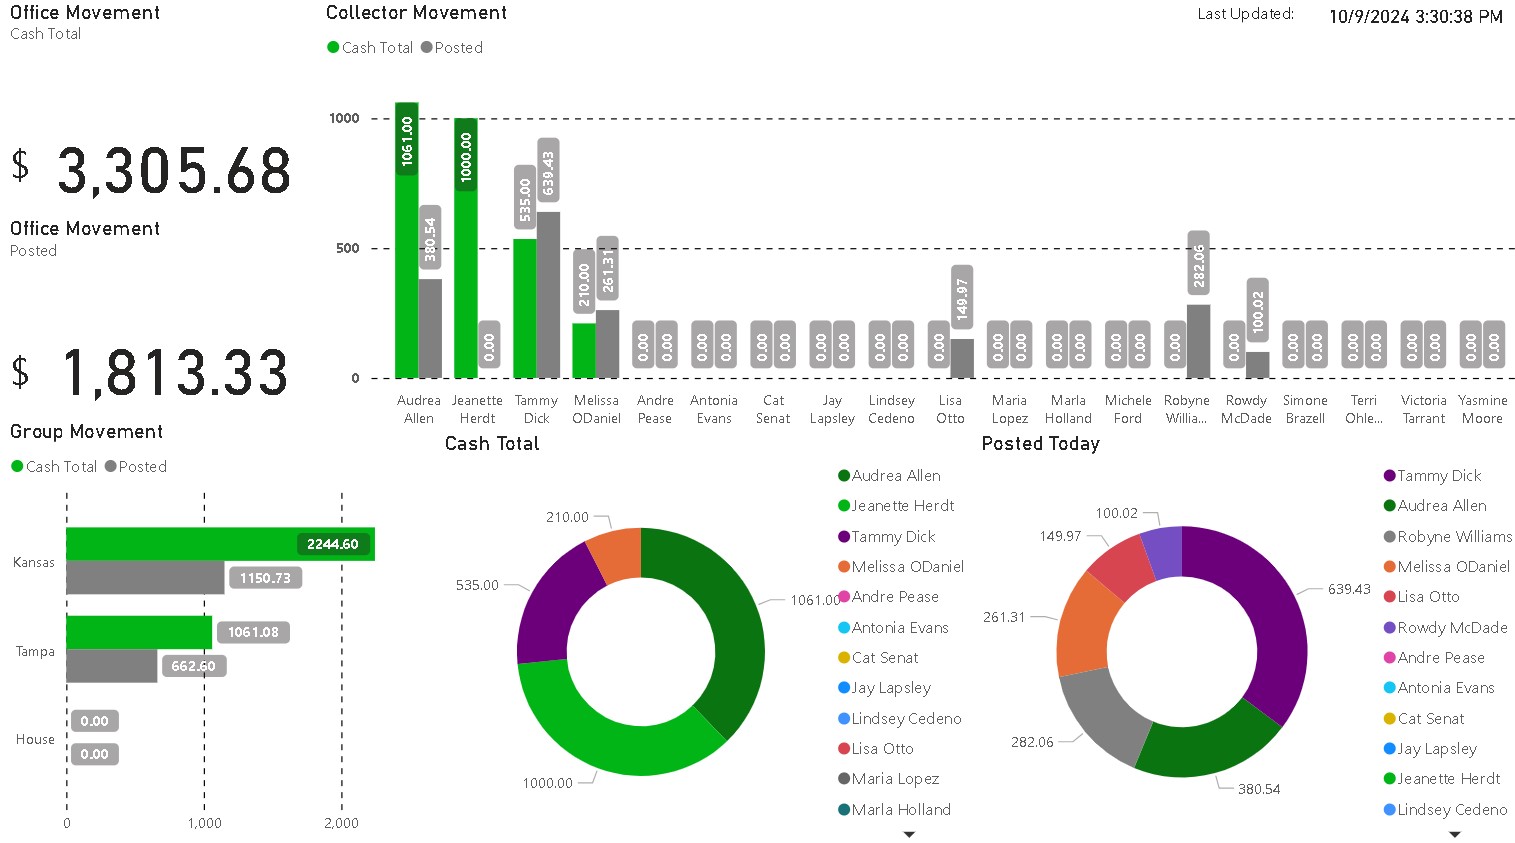 Office Movement
Cash Total
$ 3,305.68
Office Movement
Posted
$ 1,813.33
Collector Movement
Cash Total Posted
Last Updated: 10/9/2024 3:30:38 PM
1000
500
0
1061.00
380.54
1000.00
0.00
535.00
639.43
210.00
261.31
0.00 0.00
0.00 0.00
0.00 0.00
0.00 0.00
0.00 0.00
0.00
149.97
0.00 0.00
0.00 0.00
0.00 0.00
0.00
282.06
0.00
100.02
0.00 0.00
0.00 0.00
0.00 0.00
0.00 0.00
Audrea Allen
Jeanette Herdt
Tammy Dick
Melissa ODaniel
Andre Pease
Antonia Evans
Cat Senat
Jay Lapsley
Lindsey Cedeno
Lisa Otto
Maria Lopez
Marla Holland
Michele Ford
Robyne Willia...
Rowdy McDade
Simone Brazell
Terri Ohle...
Victoria Tarrant
Yasmine Moore
Group Movement
Cash Total Posted
Kansas
2244.60
1150.73
Tampa
1061.08
662.60
House
0.00
0.00
0 1,000 2,000
Cash Total
210.00
535.00
1061.00
1000.00
Audrea Allen
Jeanette Herdt
Tammy Dick
Melissa ODaniel
Andre Pease
Antonia Evans
Cat Senat
Jay Lapsley
Lindsey Cedeno
Lisa Otto
Maria Lopez
Marla Holland
Posted Today
100.02
149.97
639.43
261.31
282.06
380.54
Tammy Dick
Audrea Allen
Robyne Williams
Melissa ODaniel
Lisa Otto
Rowdy McDade
Andre Pease
Antonia Evans
Cat Senat
Jay Lapsley
Jeanette Herdt
Lindsey Cedeno